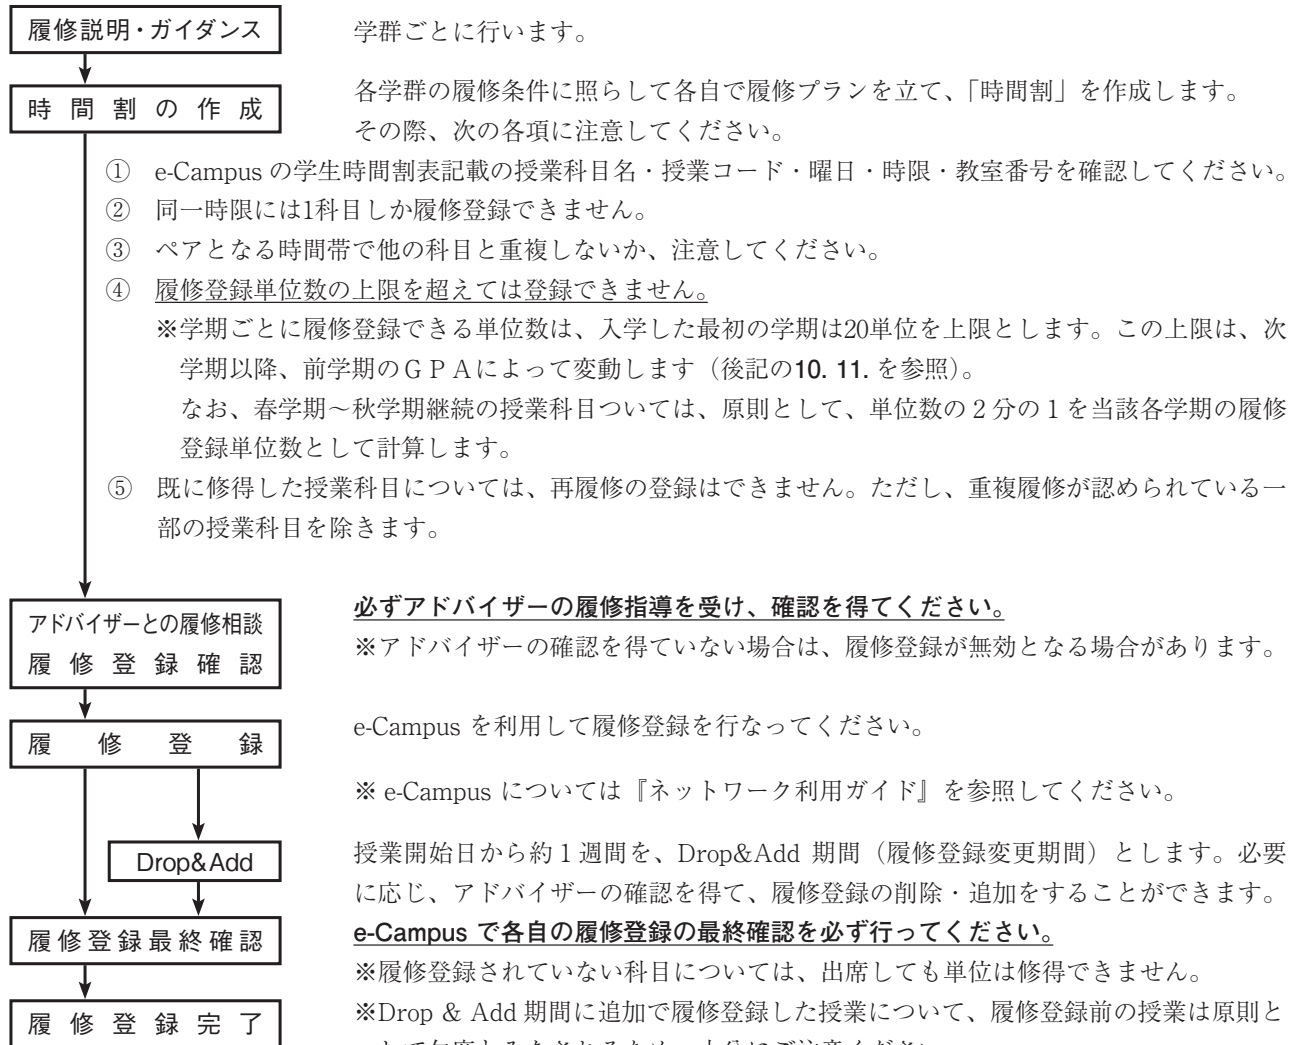 履修説明・ガイダンス
学群ごとに行います。
時間割の作成
各学群の履修条件に照らして各自で履修プランを立て、「時間割」を作成します。
その際、次の各項に注意してください。
① e-Campus の学生時間割表記載の授業科目名・授業コード・曜日・時限・教室番号を確認してください。
② 同一時限には1科目しか履修登録できません。
③ ペアとなる時間帯で他の科目と重複しないか、注意してください。
④ 履修登録単位数の上限を超えては登録できません。
※学期ごとに履修登録できる単位数は、入学した最初の学期は20単位を上限とします。この上限は、次
学期以降、前学期のGPAによって変動します（後記の10. 11. を参照）。
なお、春学期～秋学期継続の授業科目ついては、原則として、単位数の２分の１を当該各学期の履修
登録単位数として計算します。
⑤ 既に修得した授業科目については、再履修の登録はできません。ただし、重複履修が認められている一
部の授業科目を除きます。
アドバイザーとの履修相談
履修登録確認
必ずアドバイザーの履修指導を受け、確認を得てください。
※アドバイザーの確認を得ていない場合は、履修登録が無効となる場合があります。
履修登録
e-Campus を利用して履修登録を行なってください。
※ e-Campus については『ネットワーク利用ガイド』を参照してください。
Drop&Add
授業開始日から約１週間を、Drop&Add 期間（履修登録変更期間）とします。必要
に応じ、アドバイザーの確認を得て、履修登録の削除・追加をすることができます。
履修登録最終確認
e-Campus で各自の履修登録の最終確認を必ず行ってください。
※履修登録されていない科目については、出席しても単位は修得できません。
履修登録完了
※Drop & Add 期間に追加で履修登録した授業について、履修登録前の授業は原則と